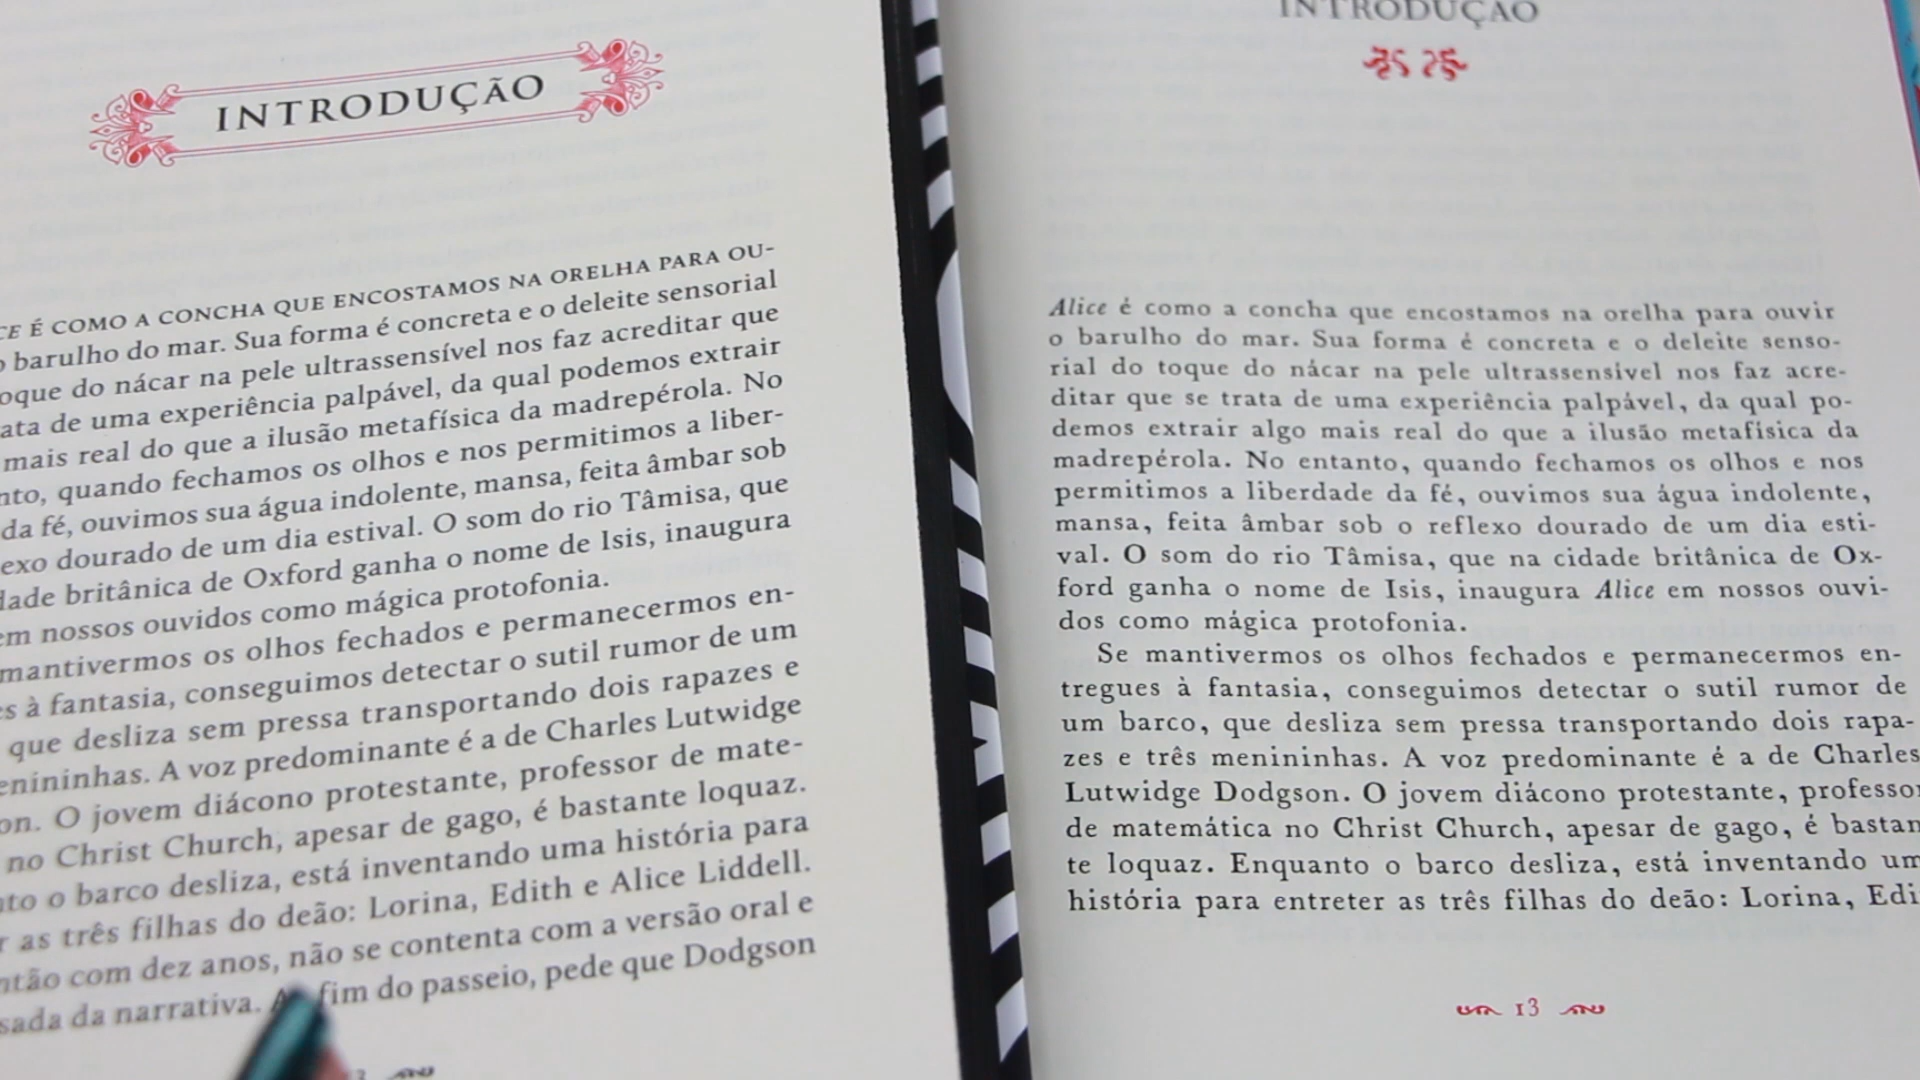 INTRODUÇÃO
É COMO A CONCHA QUE ENCOSTAMOS NA ORELHA PARA OU-
o barulho do mar. Sua forma é concreta e o deleite sensorial
do nácar na pele ultrassensível nos faz acreditar que
de uma experiência palpável, da qual podemos extrair
mais real do que a ilusão metafísica da madrepérola. No
quando fechamos os olhos e nos permitimos a liber-
da fé, ouvimos sua água indolente, mansa, feita âmbar sob
dourado de um dia estival. O som do rio Tâmisa, que
britânica de Oxford ganha o nome de Isis, inaugura
em nossos ouvidos como mágica protofonia.
mantivermos os olhos fechados e permanecermos en-
à fantasia, conseguimos detectar o sutil rumor de um
que desliza sem pressa transportando dois rapazes e
A voz predominante é a de Charles Lutwidge
O jovem diácono protestante, professor de mate-
no Christ Church, apesar de gago, é bastante loquaz.
o barco desliza, está inventando uma história para
as três filhas do deão: Lorina, Edith e Alice Liddell.
com dez anos, não se contenta com a versão oral e
da narrativa. fim do passeio, pede que Dodgson
INTRODUÇÃO
Alice é como a concha que encostamos na orelha para ouvir
o barulho do mar. Sua forma é concreta e o deleite senso-
rial do toque do nácar na pele ultrassensível nos faz acre-
ditar que se trata de uma experiência palpável, da qual po-
demos extrair algo mais real do que a ilusão metafísica da
madrepérola. No entanto, quando fechamos os olhos e nos
permitimos a liberdade da fé, ouvimos sua água indolente,
mansa, feita âmbar sob o reflexo dourado de um dia esti-
val. O som do rio Tâmisa, que na cidade britânica de Ox-
ford ganha o nome de Isis, inaugura Alice em nossos ouvi-
dos como mágica protofonia.
Se mantivermos os olhos fechados e permanecermos en-
tregues à fantasia, conseguimos detectar o sutil rumor de
um barco, que desliza sem pressa transportando dois rapa-
zes e três menininhas. A voz predominante é a de Charles
Lutwidge Dodgson. O jovem diácono protestante, professor
de matemática no Christ Church, apesar de gago, é bastan
te loquaz. Enquanto o barco desliza, está inventando um
história para entreter as três filhas do deão: Lorina, Edi
13